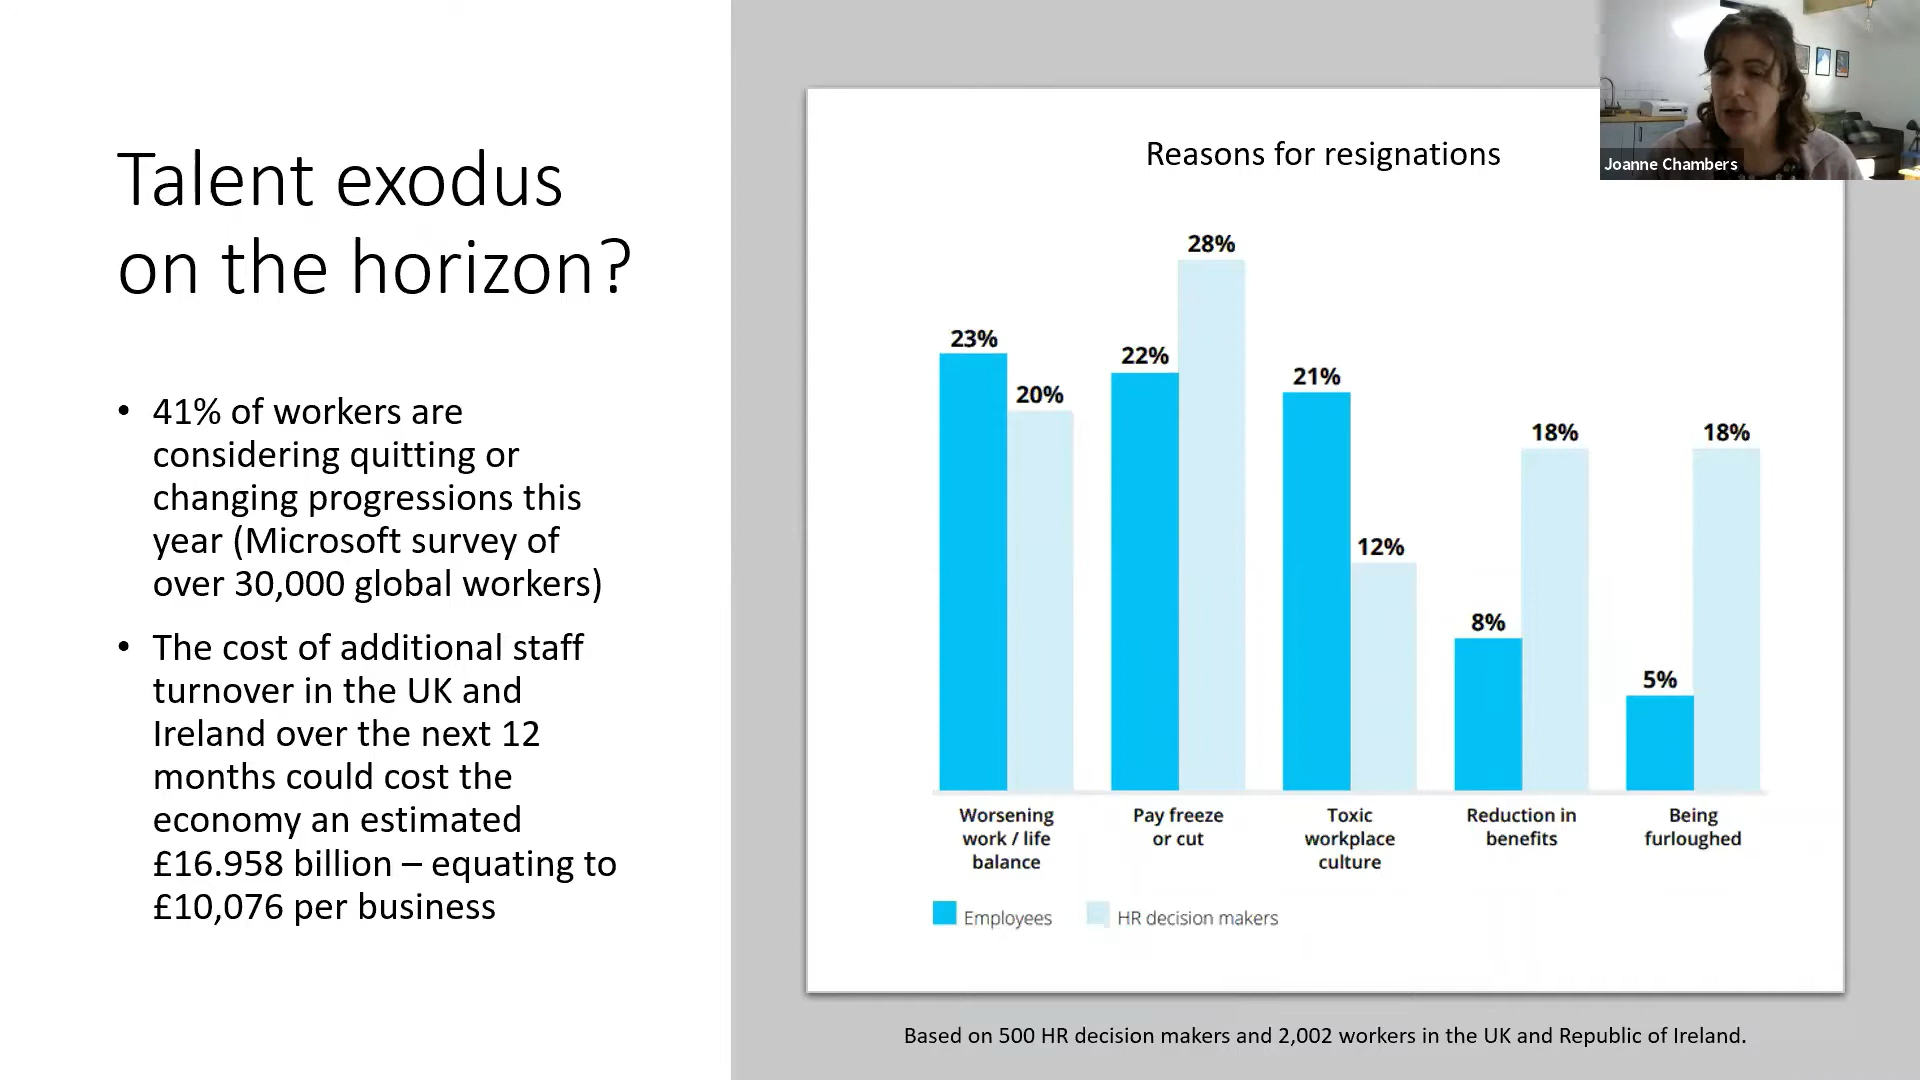 Talent exodus
on the horizon?
• 41% of workers are
considering quitting or
changing progressions this
year (Microsoft survey of
over 30,000 global workers)
• The cost of additional staff
turnover in the UK and
Ireland over the next 12
months could cost the
economy an estimated
£16.958 billion – equating to
£10,076 per business
Joanne Chambers
Reasons for resignations
28%
23%
22%
21%
20%
18%
18%
12%
8%
5%
Worsening
work / life
balance
Pay freeze
or cut
Toxic
workplace
culture
Reduction in
benefits
Being
furloughed
Employees
HR decision makers
Based on 500 HR decision makers and 2,002 workers in the UK and Republic of Ireland.